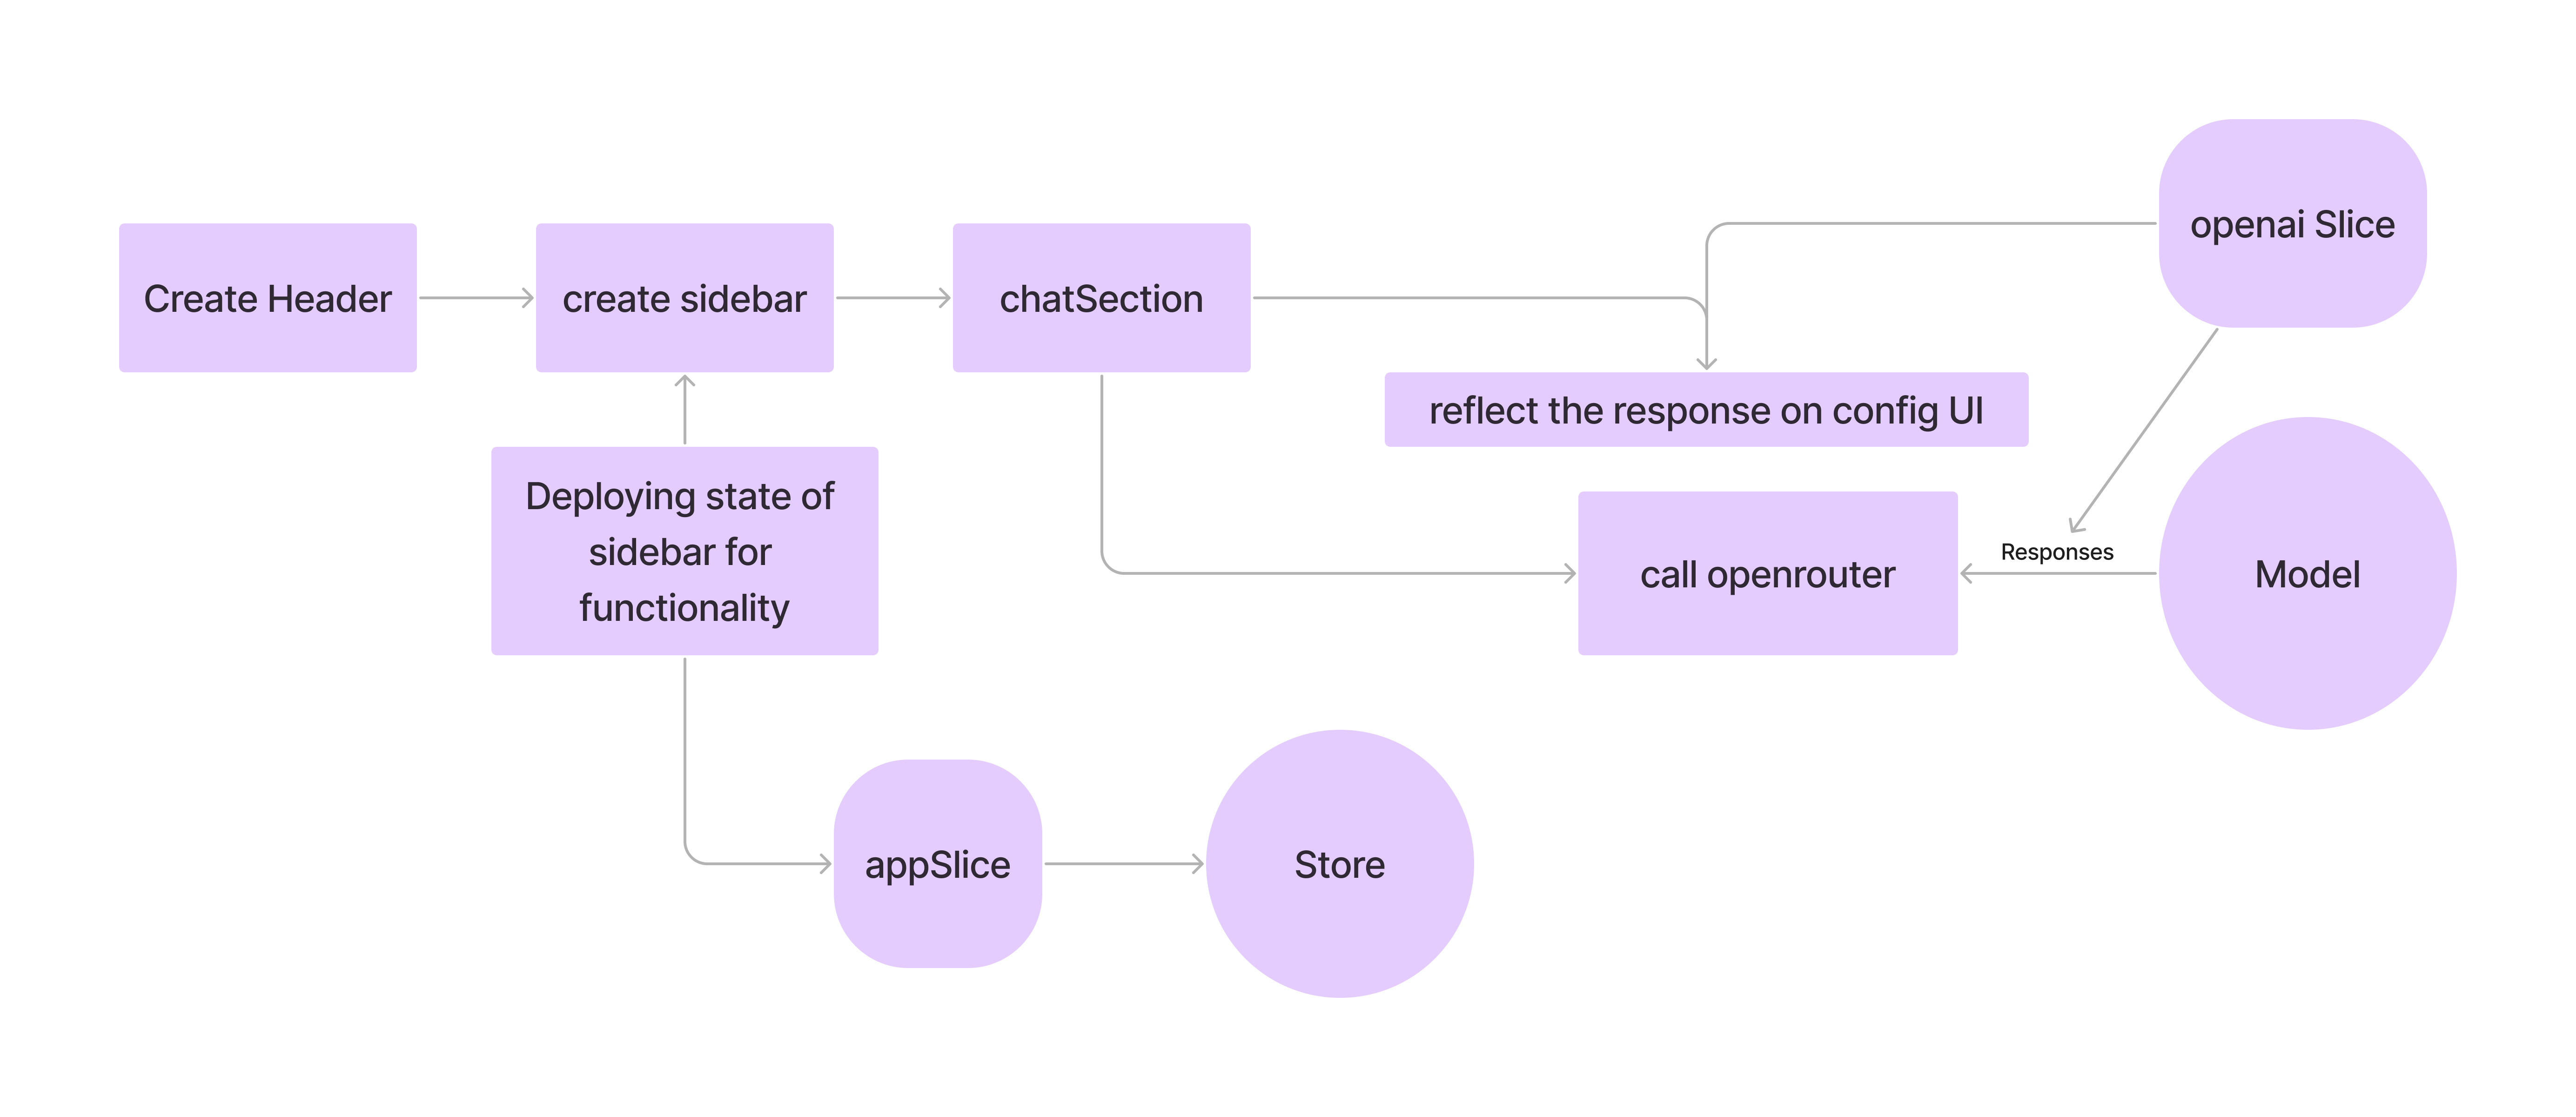 openai Slice
Create Header
create sidebar
chatSection
reflect the response on config UI
Deploying state of
sidebar for
functionality
Responses
call openrouter
Model
appSlice
Store